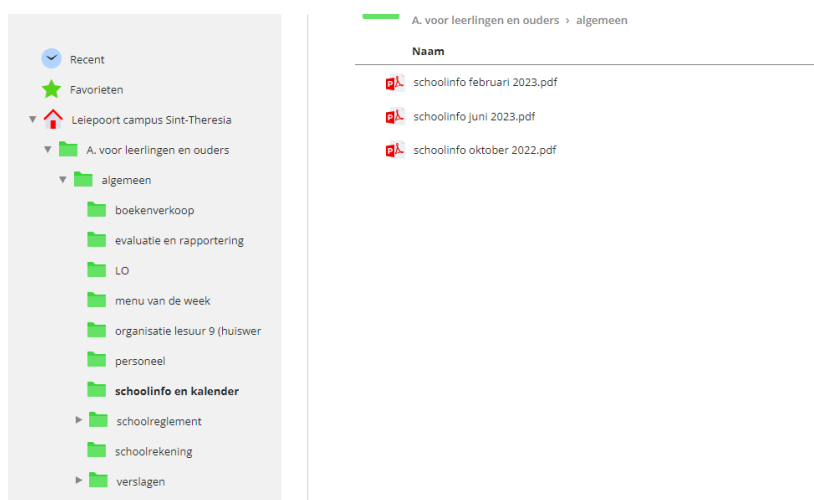 Recent
Favorieten
Leiepoort campus Sint-Theresia
A. voor leerlingen en ouders
algemeen
boekenverkoop
evaluatie en rapportering
LO
menu van de week
organisatie lesuur 9 (huiswer
personeel
schoolinfo en kalender
schoolreglement
schoolrekening
verslagen
A. voor leerlingen en ouders › algemeen
Naam
schoolinfo februari 2023.pdf
schoolinfo juni 2023.pdf
schoolinfo oktober 2022.pdf